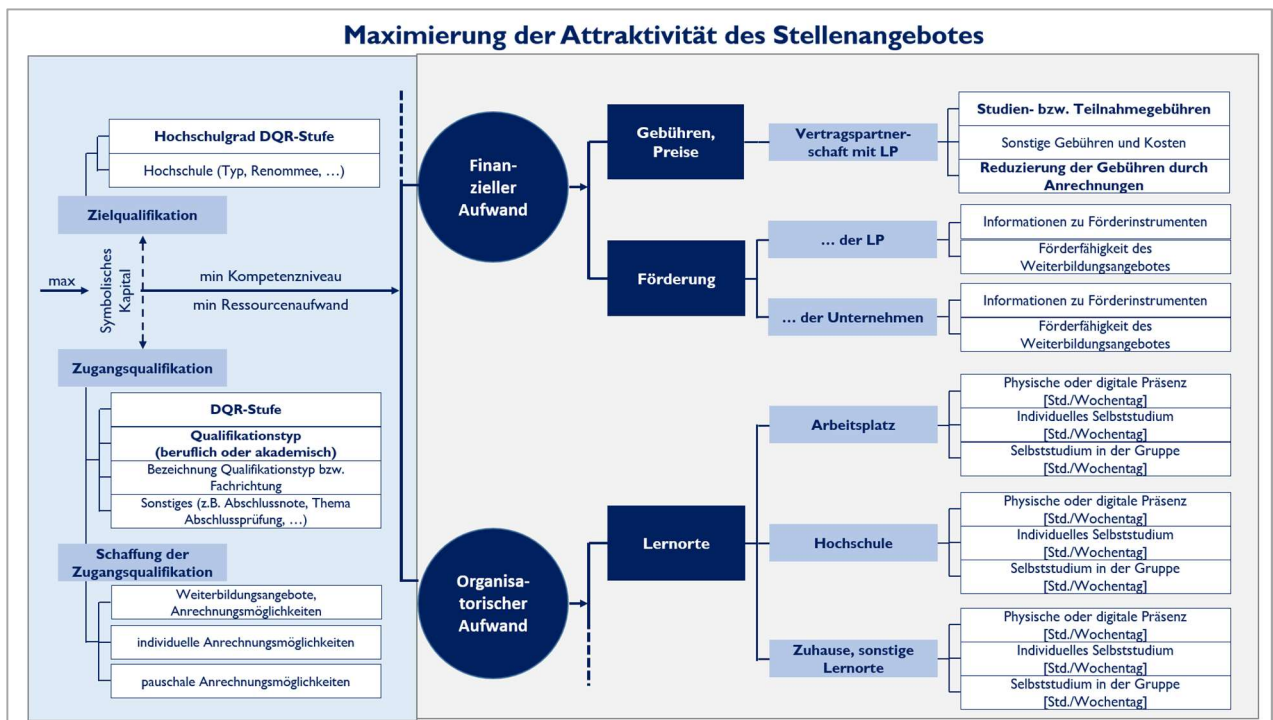 Maximierung der Attraktivität des Stellenangebotes
Hochschulgrad DQR-Stufe
Hochschule (Typ, Renommee, …)
Zielqualifikation
max
Symbolisches
Kapital
min Kompetenzniveau
min Ressourcenaufwand
Zugangsqualifikation
DQR-Stufe
Qualifikationstyp
(beruflich oder akademisch)
Bezeichnung Qualifikationstyp bzw.
Fachrichtung
Sonstiges (z.B. Abschlussnote, Thema
Abschlussprüfung, …)
Schaffung der
Zugangsqualifikation
Weiterbildungsangebote,
Anrechnungsmöglichkeiten
individuelle Anrechnungsmöglichkeiten
pauschale Anrechnungsmöglichkeiten
Finan-
zieller
Aufwand
Gebühren,
Preise
Vertragspartner-
schaft mit LP
Studien- bzw. Teilnahmegebühren
Sonstige Gebühren und Kosten
Reduzierung der Gebühren durch
Anrechnungen
Förderung
… der LP
Informationen zu Förderinstrumenten
Förderfähigkeit des
Weiterbildungsangebotes
… der Unternehmen
Informationen zu Förderinstrumenten
Förderfähigkeit des
Weiterbildungsangebotes
Organisa-
torischer
Aufwand
Lernorte
Arbeitsplatz
Physische oder digitale Präsenz
[Std./Wochentag]
Individuelles Selbststudium
[Std./Wochentag]
Selbststudium in der Gruppe
[Std./Wochentag]
Hochschule
Physische oder digitale Präsenz
[Std./Wochentag]
Individuelles Selbststudium
[Std./Wochentag]
Selbststudium in der Gruppe
[Std./Wochentag]
Zuhause, sonstige
Lernorte
Physische oder digitale Präsenz
[Std./Wochentag]
Individuelles Selbststudium
[Std./Wochentag]
Selbststudium in der Gruppe
[Std./Wochentag]